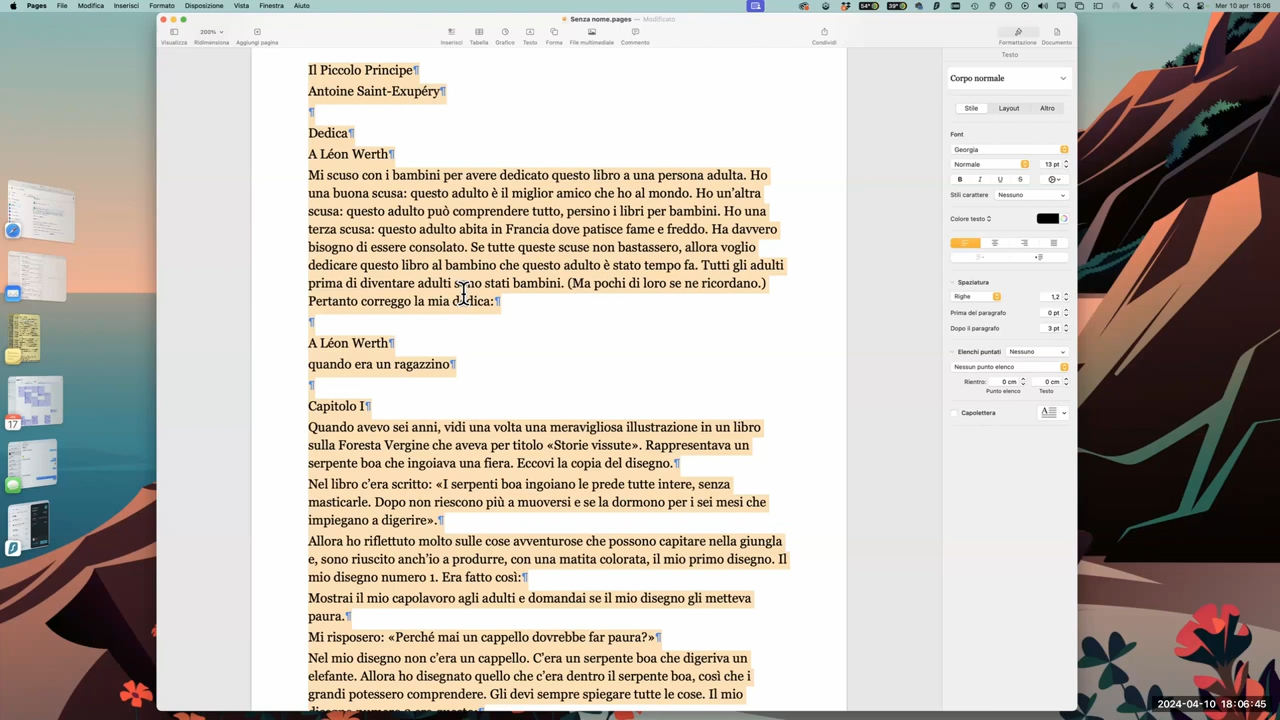 Pages File Modifica Inserisci Formato Disposizione Vista Finestra Aiuto
54° 39° Mer 10 apr 18:06
Senza nome.pages — Modificato
200%
Visualizza Ridimensiona Aggiungi pagina Inserisci Tabella Grafico Testo Forma File multimediale Commento Condividi Formattazione Documento
Il Piccolo Principe¶
Antoine Saint-Exupéry¶
¶
Dedica¶
A Léon Werth¶
Mi scuso con i bambini per avere dedicato questo libro a una persona adulta. Ho
una buona scusa: questo adulto è il miglior amico che ho al mondo. Ho un’altra
scusa: questo adulto può comprendere tutto, persino i libri per bambini. Ho una
terza scusa: questo adulto abita in Francia dove patisce fame e freddo. Ha davvero
bisogno di essere consolato. Se tutte queste scuse non bastassero, allora voglio
dedicare questo libro al bambino che questo adulto è stato tempo fa. Tutti gli adulti
prima di diventare adulti sono stati bambini. (Ma pochi di loro se ne ricordano.)
Pertanto correggo la mia dedica:¶
¶
A Léon Werth¶
quando era un ragazzino¶
¶
Capitolo I¶
Quando avevo sei anni, vidi una volta una meravigliosa illustrazione in un libro
sulla Foresta Vergine che aveva per titolo «Storie vissute». Rappresentava un
serpente boa che ingoiava una fiera. Eccovi la copia del disegno.¶
Nel libro c’era scritto: «I serpenti boa ingoiano le prede tutte intere, senza
masticarle. Dopo non riescono più a muoversi e se la dormono per i sei mesi che
impiegano a digerire».¶
Allora ho riflettuto molto sulle cose avventurose che possono capitare nella giungla
e, sono riuscito anch’io a produrre, con una matita colorata, il mio primo disegno. Il
mio disegno numero 1. Era fatto così:¶
Mostrai il mio capolavoro agli adulti e domandai se il mio disegno gli metteva
paura.¶
Mi risposero: «Perché mai un cappello dovrebbe far paura?»¶
Nel mio disegno non c’era un cappello. C’era un serpente boa che digeriva un
elefante. Allora ho disegnato quello che c’era dentro il serpente boa, così che i
grandi potessero comprendere. Gli devi sempre spiegare tutte le cose. Il mio
Testo
Corpo normale
Stile Layout Altro
Font
Georgia
Normale 13 pt
B I U S
Stili carattere Nessuno
Colore testo
Spaziatura
Righe 1,2
Prima del paragrafo 0 pt
Dopo il paragrafo 3 pt
Elenchi puntati Nessuno
Nessun punto elenco
Rientro: 0 cm 0 cm
Punto elenco Testo
Capolettera
17
2024-04-10 18:06:45